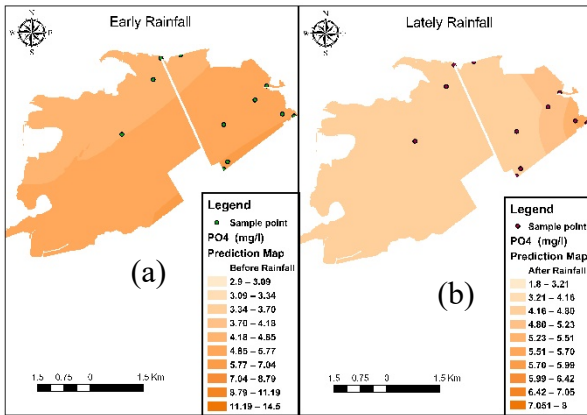 Early Rainfall
N
W
E
S
Legend
Sample point
PO4 (mg/l)
Prediction Map
Before Rainfall
2.9 – 3.09
3.09 – 3.34
3.34 – 3.70
3.70 – 4.18
4.18 – 4.85
4.85 – 5.77
5.77 – 7.04
7.04 – 8.79
8.79 – 11.19
11.19 – 14.5
(a)
1.5 0.75 0 1.5 Km
Lately Rainfall
N
W
E
S
Legend
Sample point
PO4 (mg/l)
Prediction Map
After Rainfall
1.8 – 3.21
3.21 – 4.16
4.16 – 4.80
4.80 – 5.23
5.23 – 5.51
5.51 – 5.70
5.70 – 5.99
5.99 – 6.42
6.42 – 7.05
7.051 – 8
(b)
1.5 0.75 0 1.5 Km